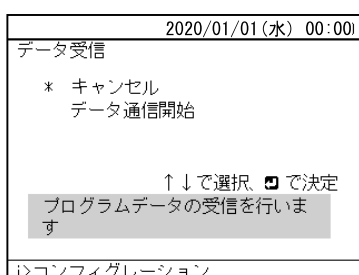 2020/01/01(水) 00:00
データ受信
* キャンセル
データ通信開始
↑↓で選択、 で決定
プログラムデータの受信を行いま
す
i>コンフィグレーション